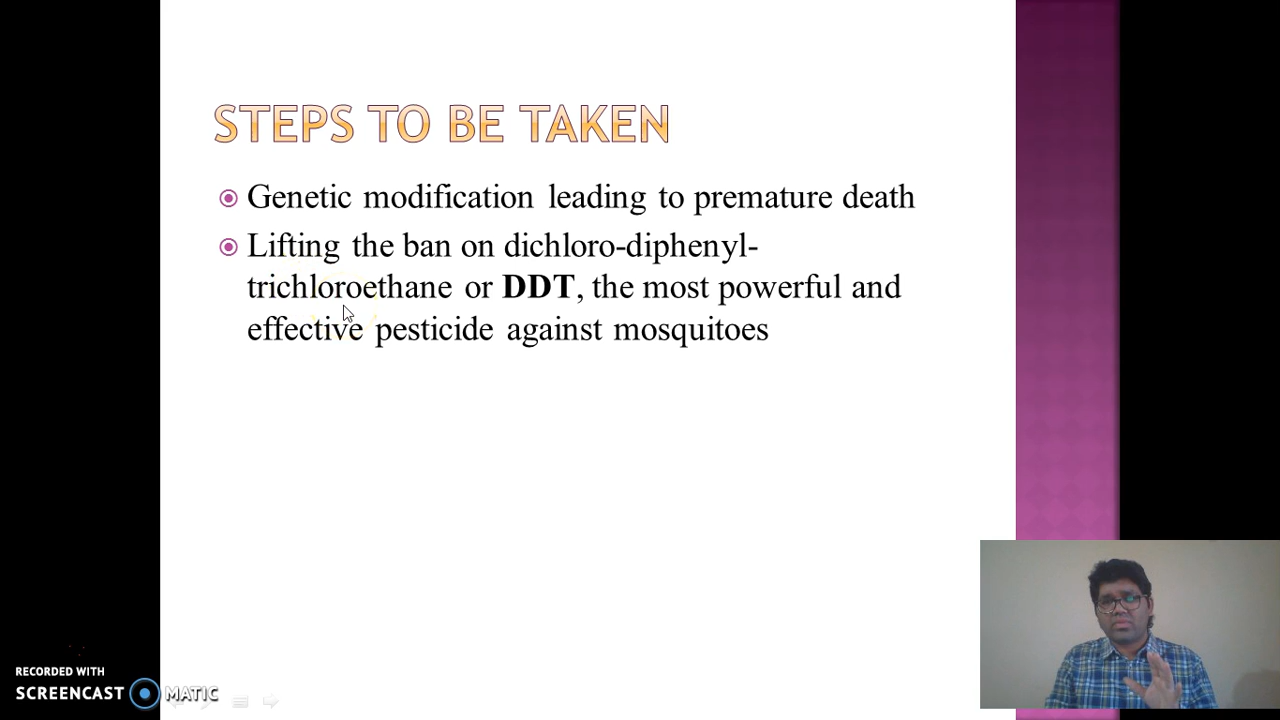 STEPS TO BE TAKEN
Genetic modification leading to premature death
Lifting the ban on dichloro-diphenyl-
trichloroethane or DDT, the most powerful and
effective pesticide against mosquitoes
RECORDED WITH
SCREENCAST MATIC